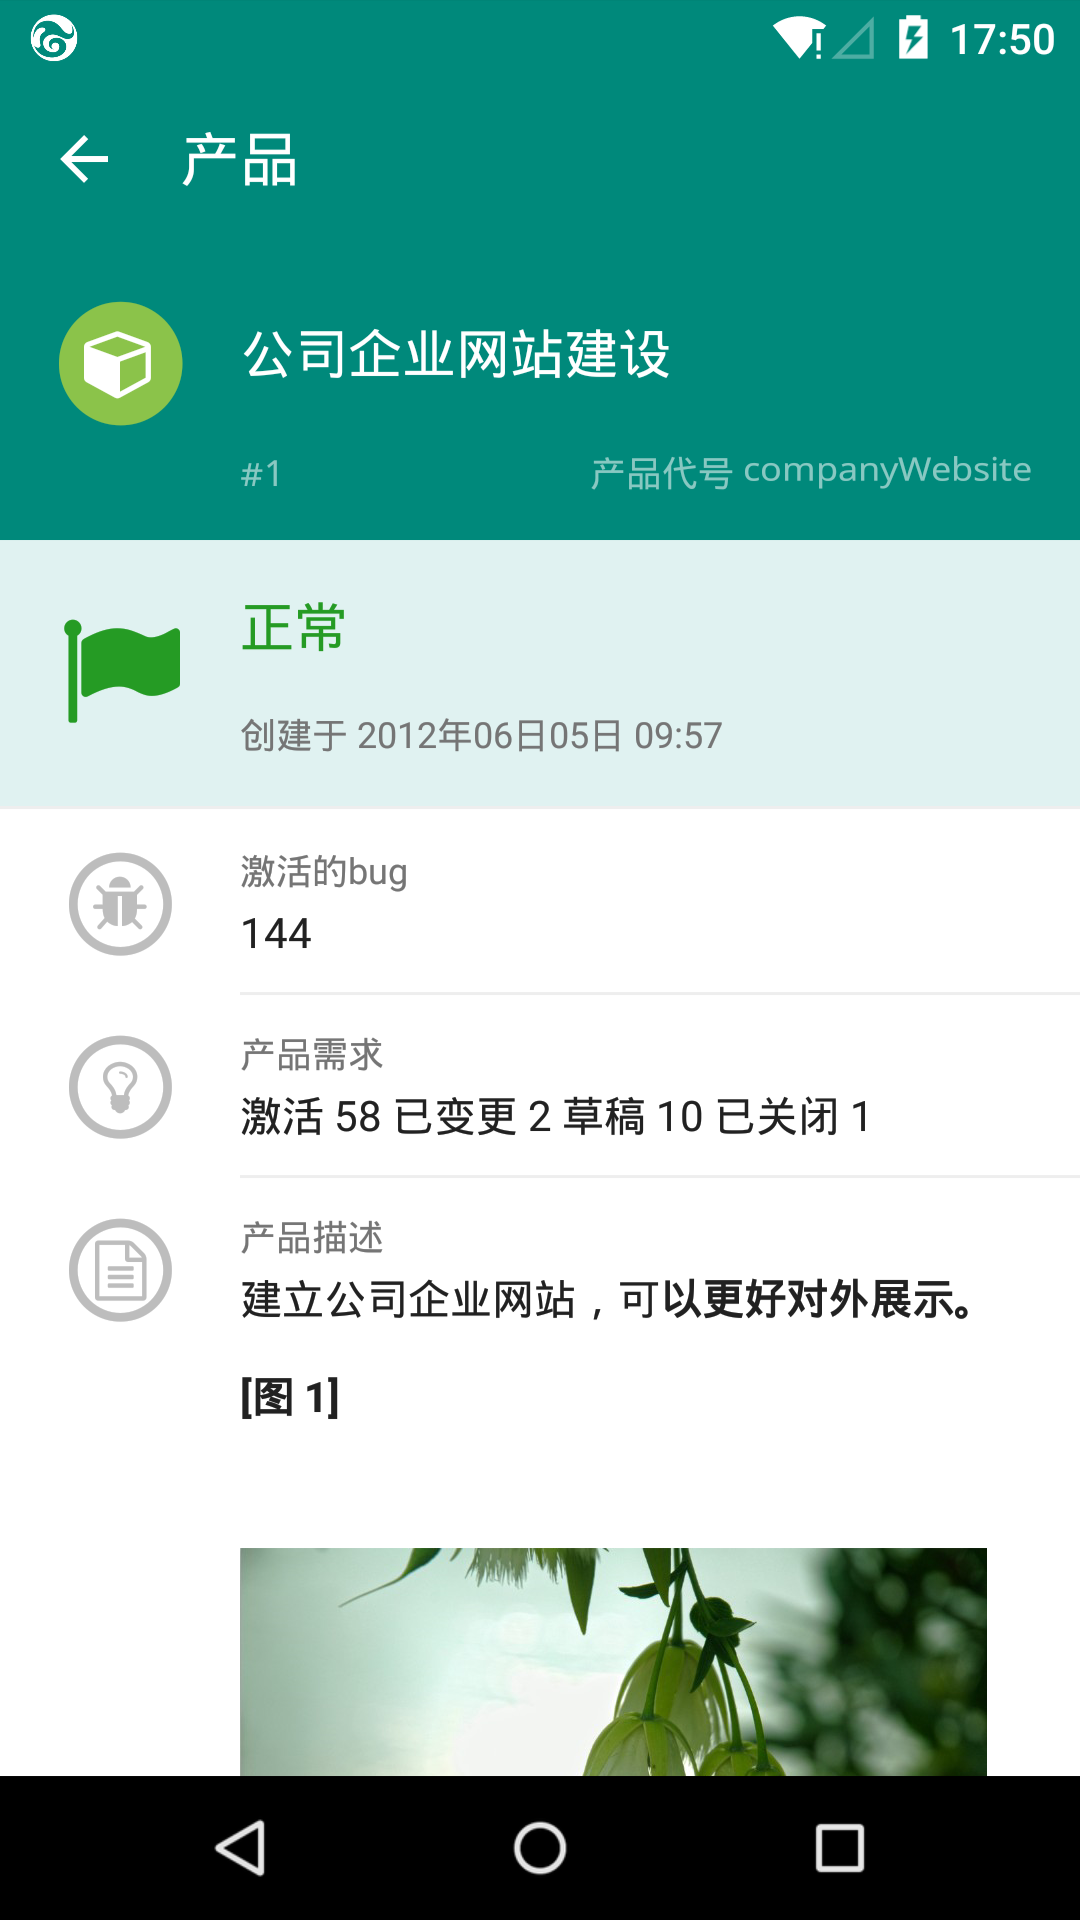 17:50
产品
公司企业网站建设
#1 产品代号 companyWebsite
正常
创建于 2012年06日05日 09:57
激活的bug
144
产品需求
激活 58 已变更 2 草稿 10 已关闭 1
产品描述
建立公司企业网站，可以更好对外展示。
[图 1]